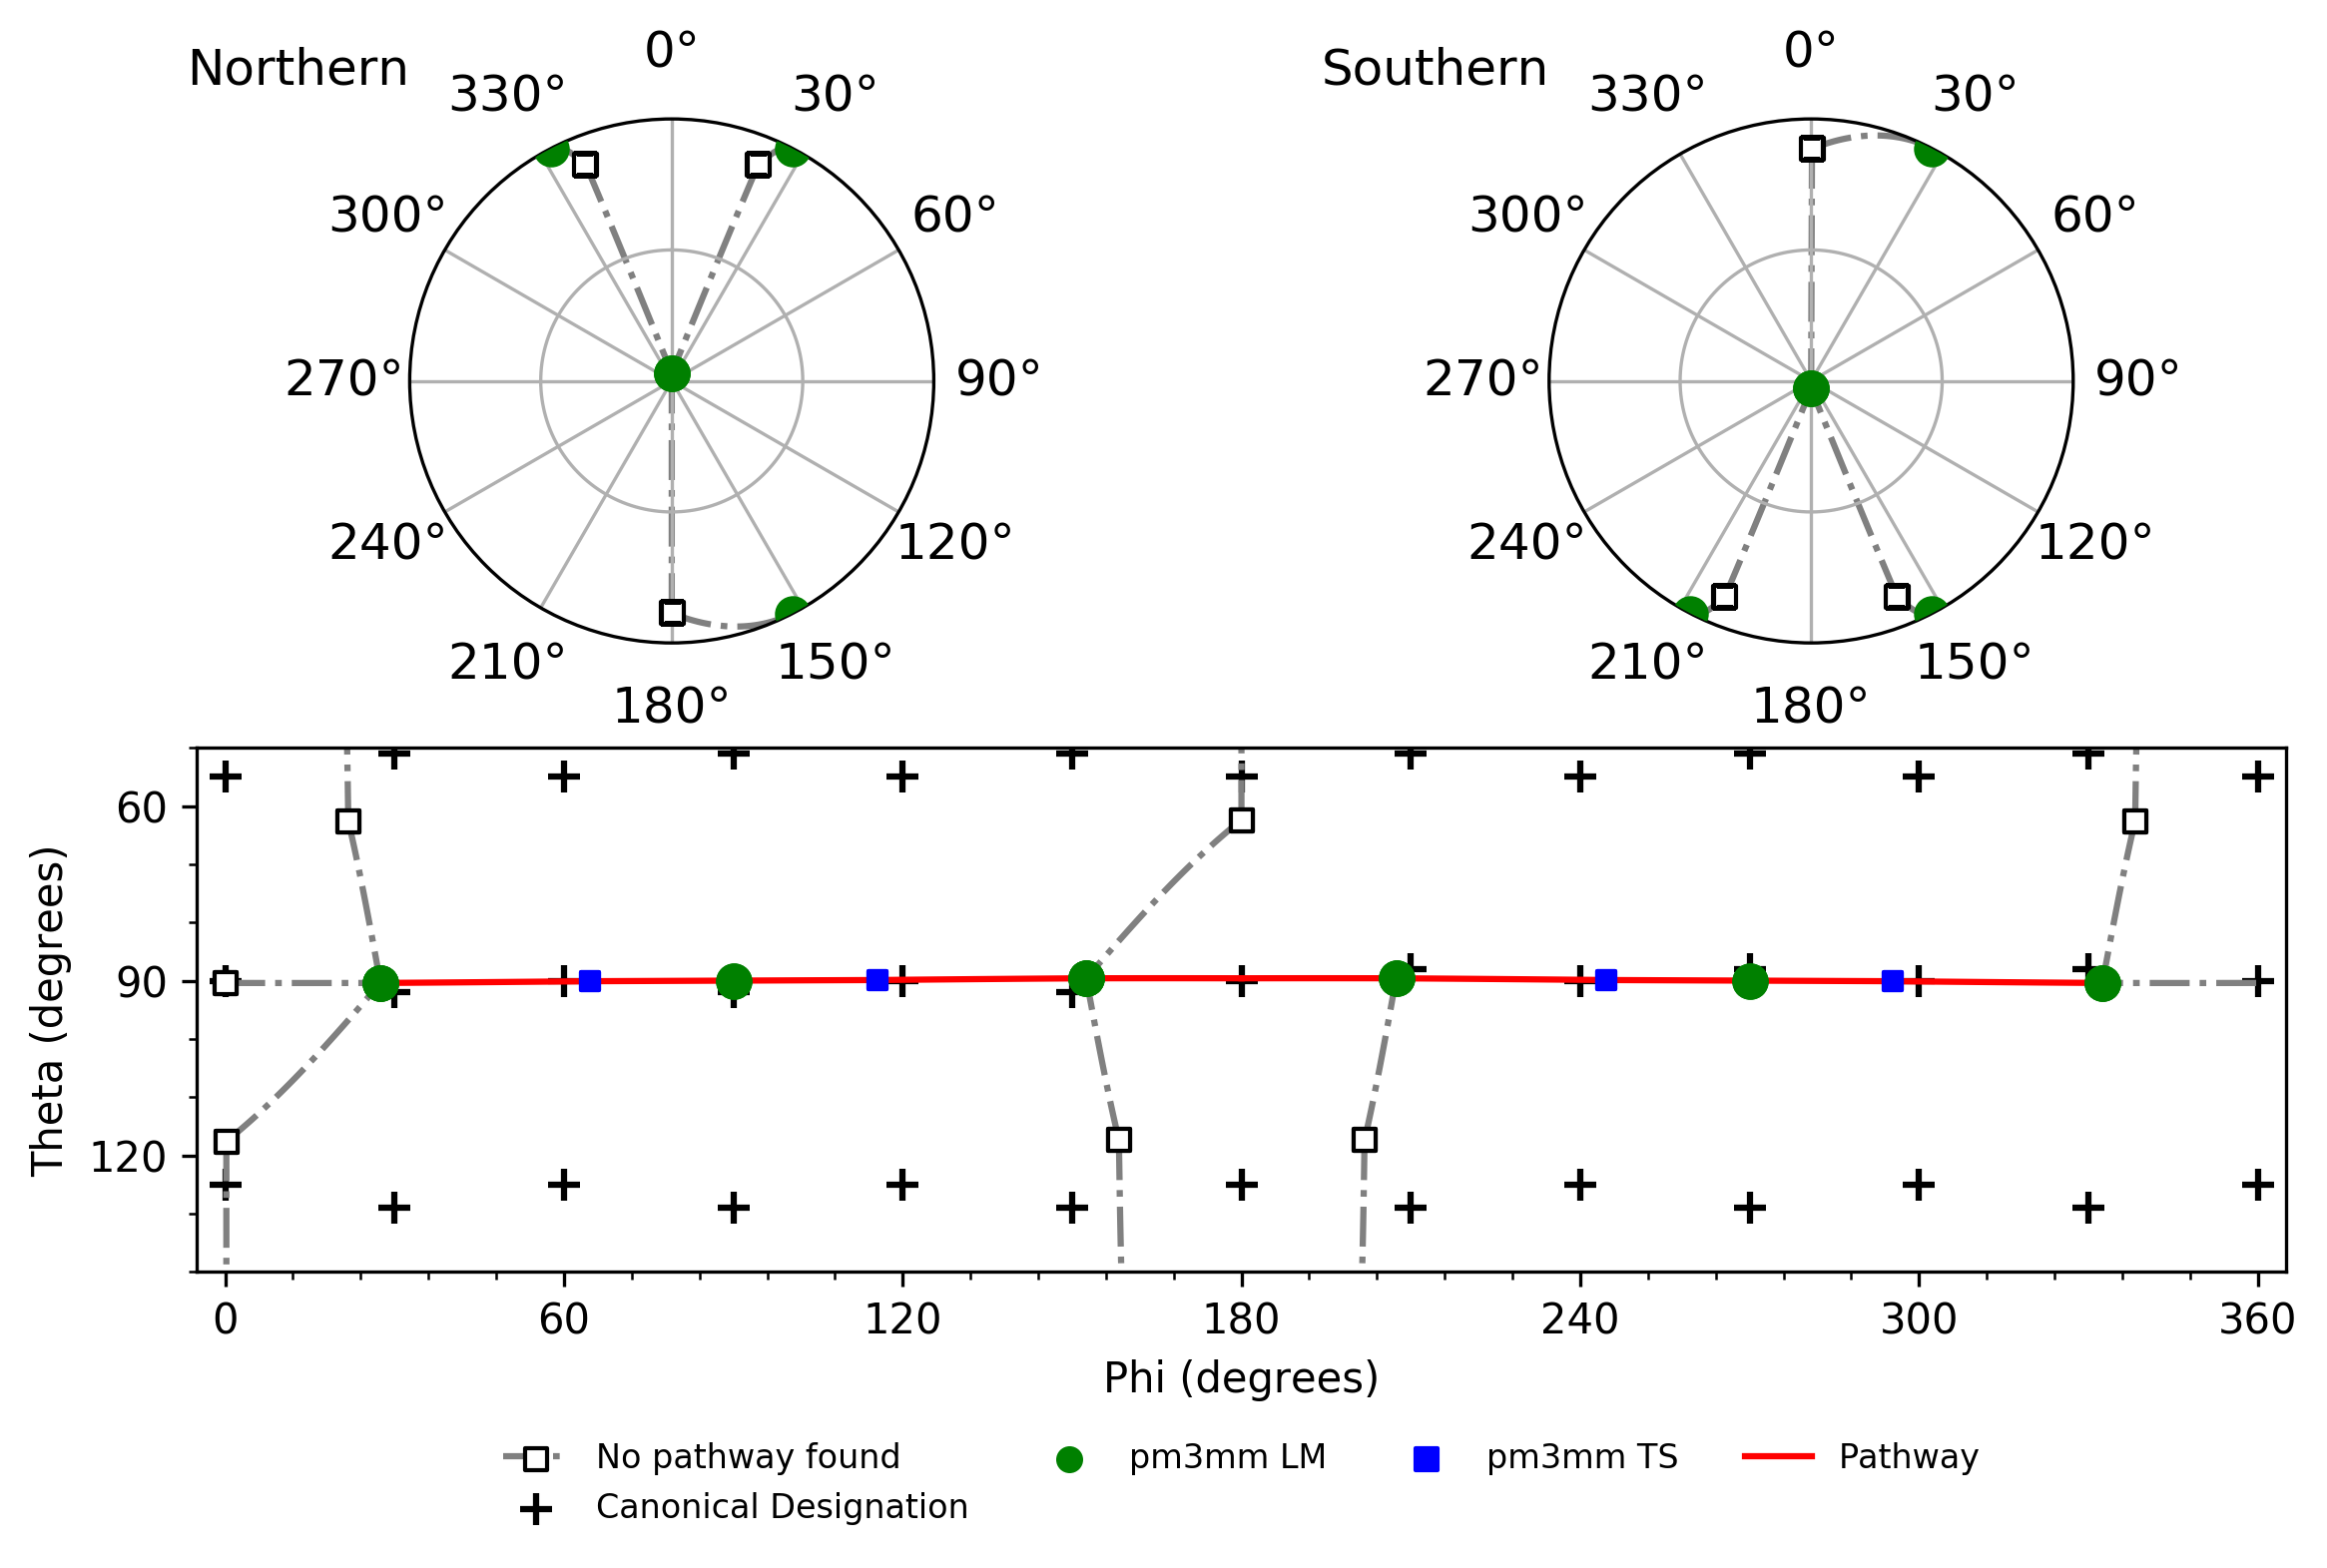 Northern
0°
330°
30°
300°
60°
270°
90°
240°
120°
210°
150°
180°
Southern
0°
330°
30°
300°
60°
270°
90°
240°
120°
210°
150°
180°
Theta (degrees)
60
90
120
0 60 120 180 240 300 360
Phi (degrees)
No pathway found
Canonical Designation
pm3mm LM
pm3mm TS
Pathway